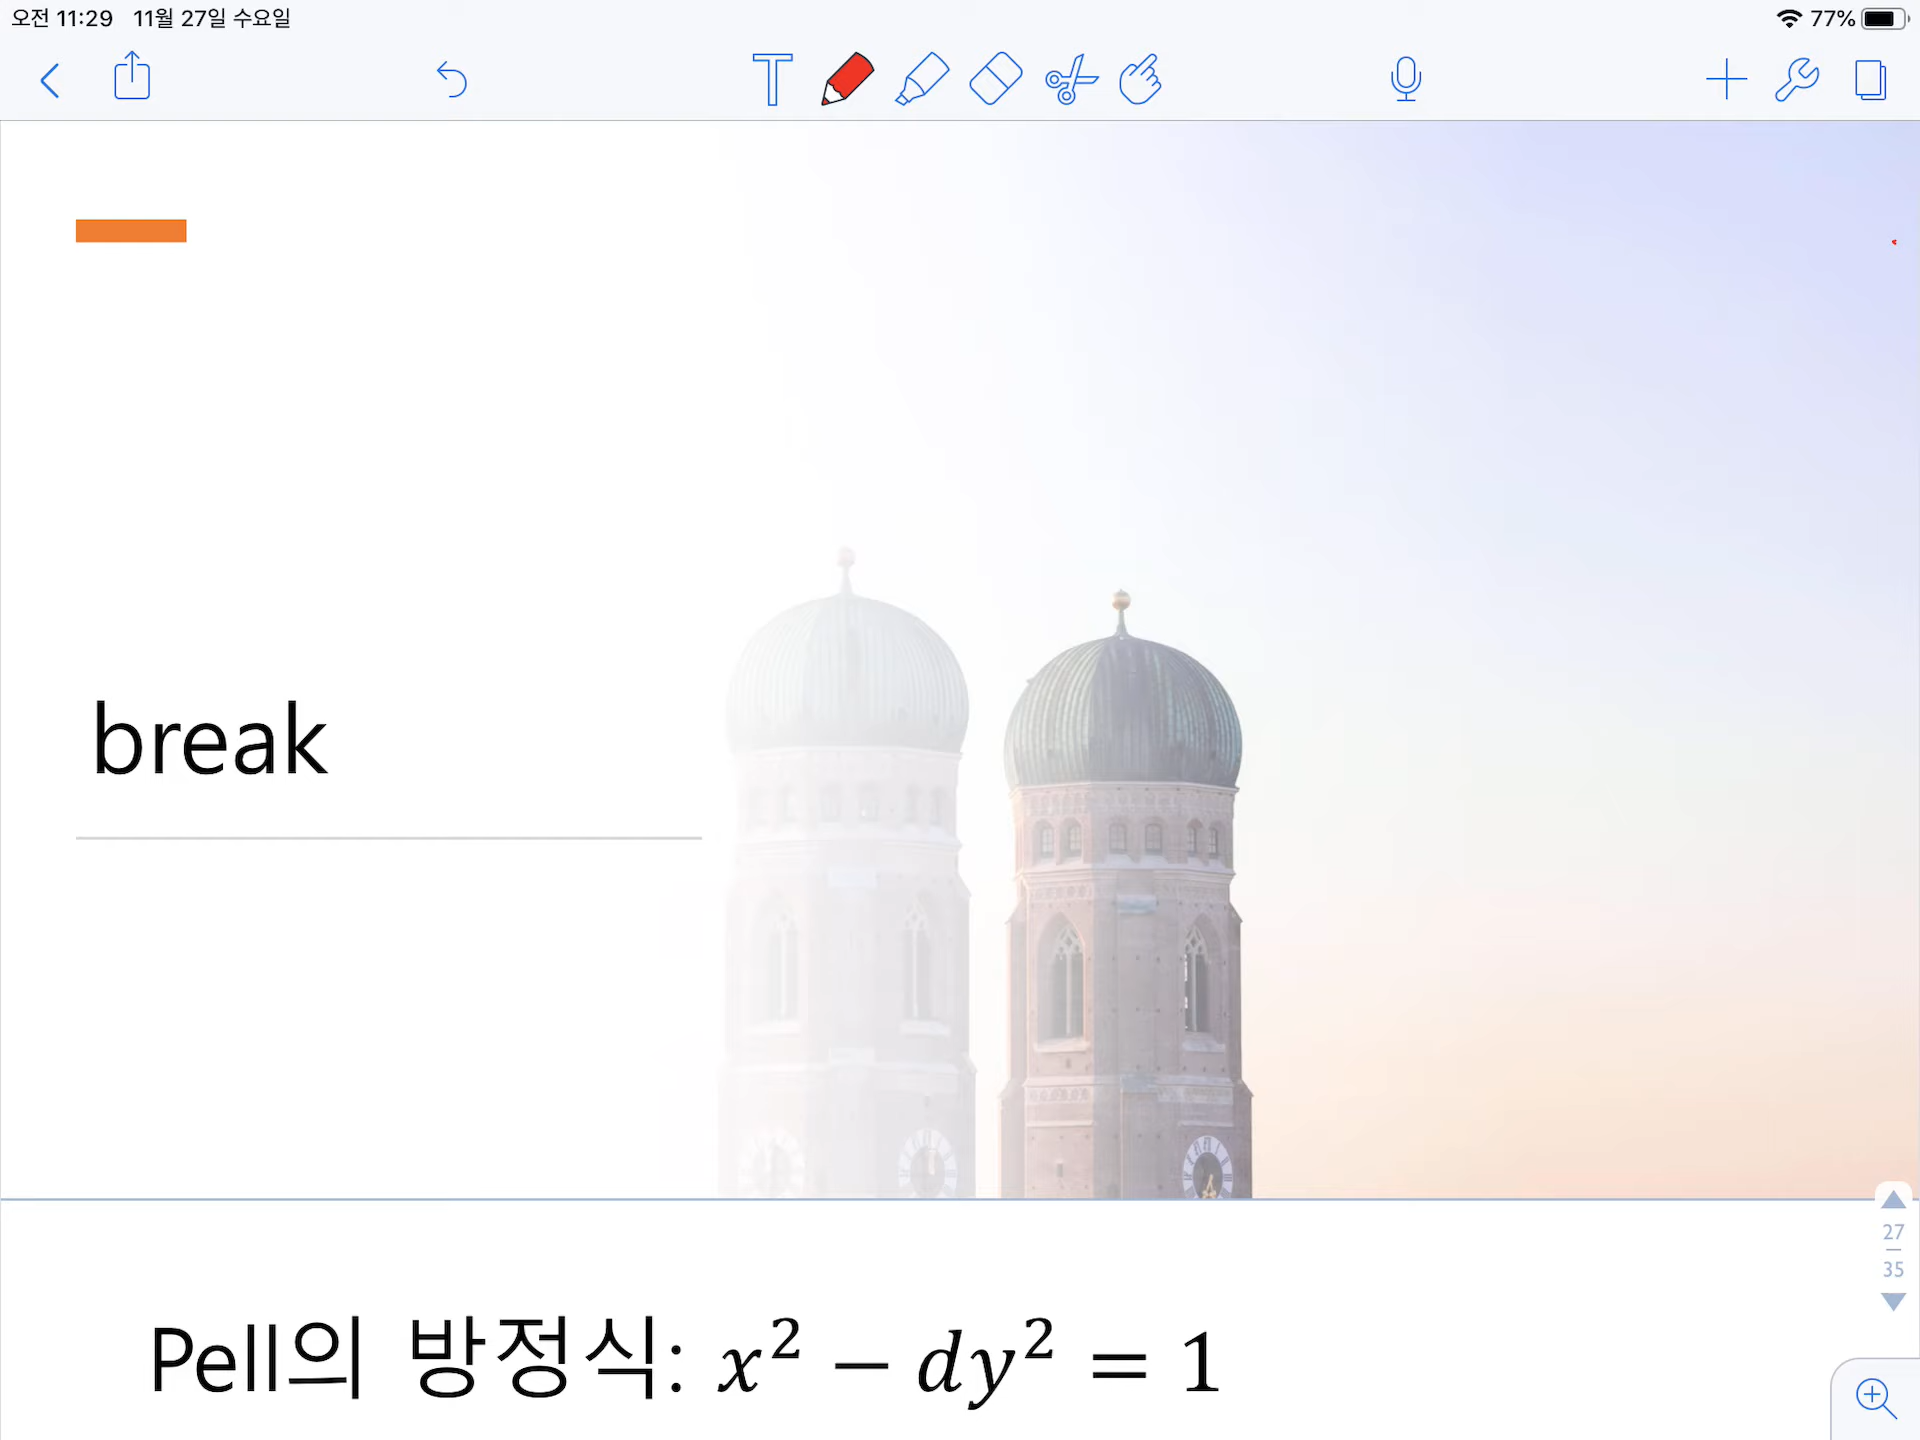 오전 11:29 11월 27일 수요일 77%
T
break
27
35
Pell의 방정식: x² − dy² = 1